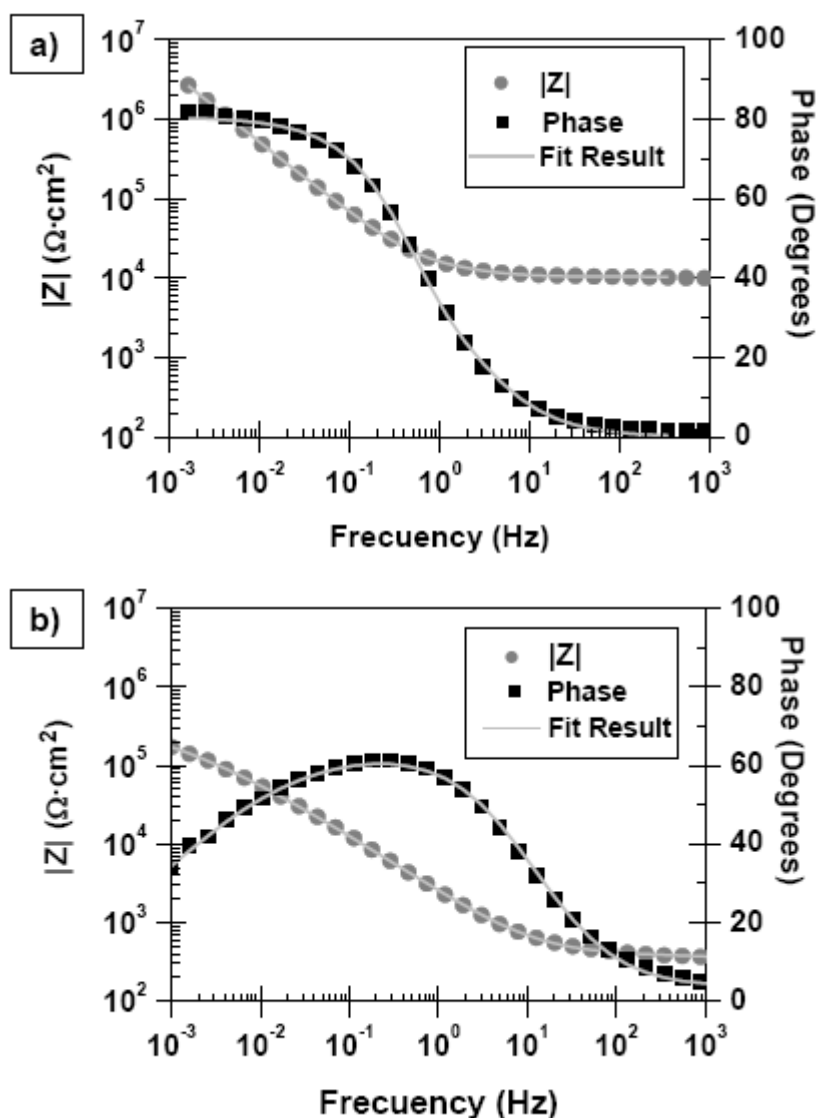 a)
10^7
10^6
10^5
10^4
10^3
10^2
|Z| (Ω·cm^2)
|Z|
Phase
Fit Result
100
80
60
40
20
0
Phase (Degrees)
10^-3 10^-2 10^-1 10^0 10^1 10^2 10^3
Frecuency (Hz)
b)
10^7
10^6
10^5
10^4
10^3
10^2
|Z| (Ω·cm^2)
|Z|
Phase
Fit Result
100
80
60
40
20
0
Phase (Degrees)
10^-3 10^-2 10^-1 10^0 10^1 10^2 10^3
Frecuency (Hz)